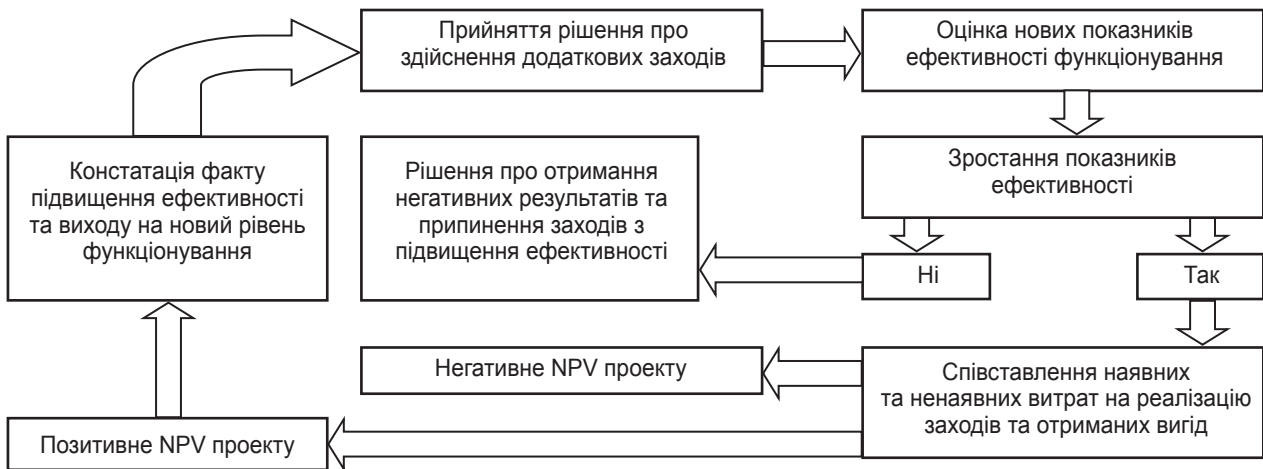 Прийняття рішення про
здійснення додаткових заходів
Оцінка нових показників
ефективності функціонування
Констатація факту
підвищення ефективності
та виходу на новий рівень
функціонування
Рішення про отримання
негативних результатів та
припинення заходів з
підвищення ефективності
Зростання показників
ефективності
Ні
Так
Негативне NPV проекту
Співставлення наявних
та ненаявних витрат на реалізацію
заходів та отриманих вигід
Позитивне NPV проекту